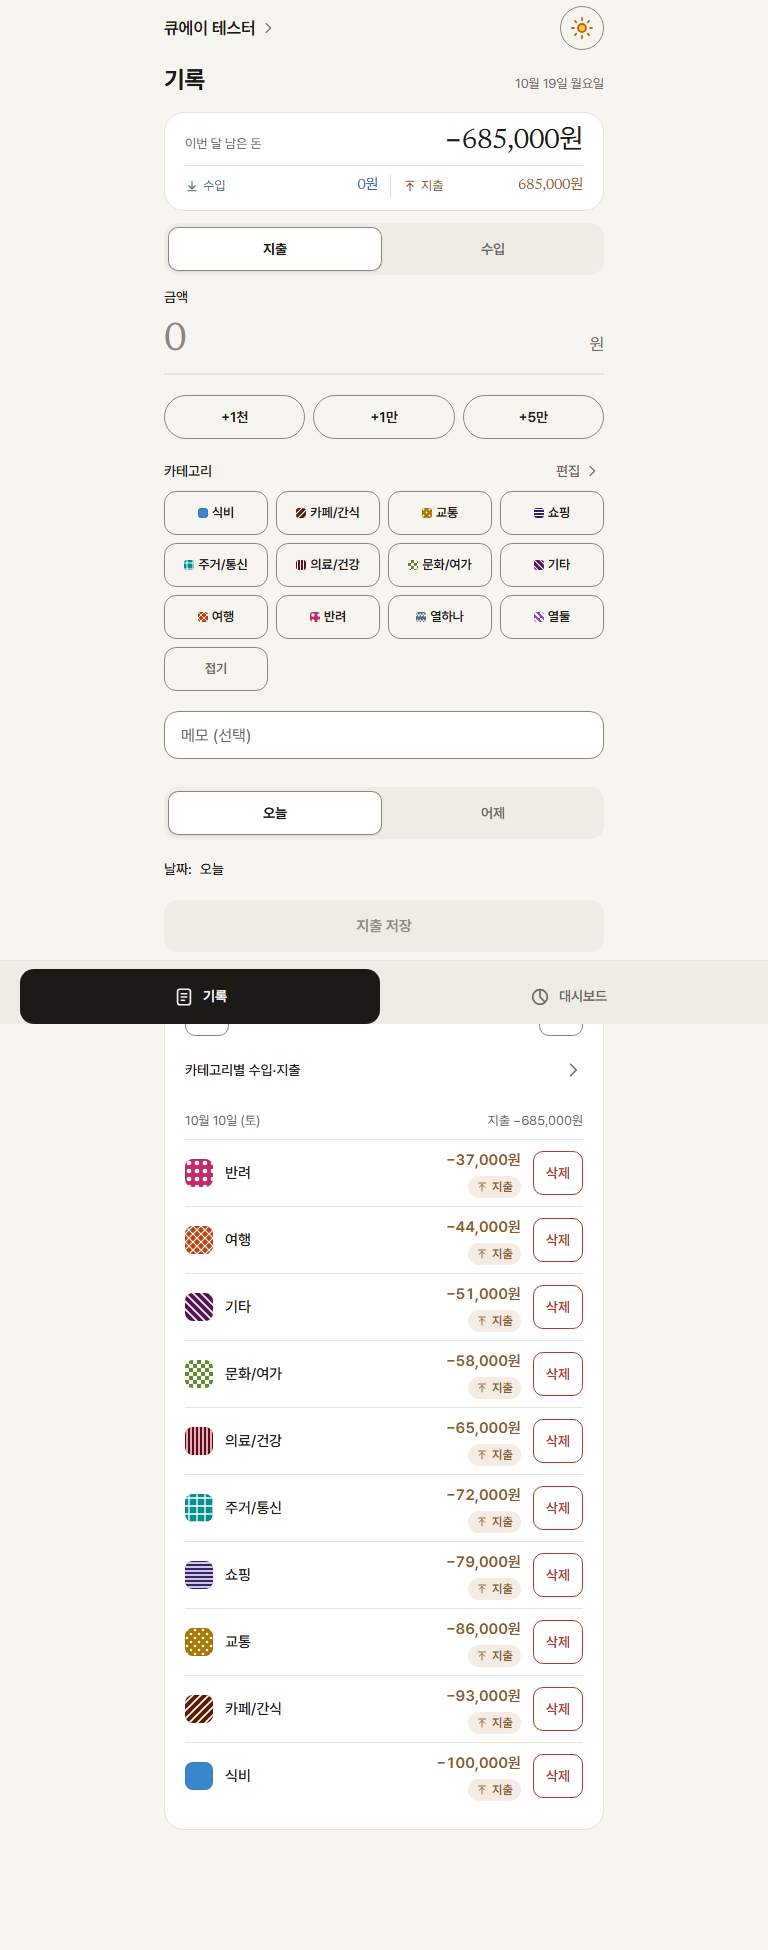 큐에이 테스터
기록
10월 19일 월요일
이번 달 남은 돈
−685,000원
수입
0원
지출
685,000원
지출
수입
금액
0
원
+1천
+1만
+5만
카테고리
편집
식비
카페/간식
교통
쇼핑
주거/통신
의료/건강
문화/여가
기타
여행
반려
열하나
열둘
접기
메모 (선택)
오늘
어제
날짜: 오늘
지출 저장
기록
대시보드
카테고리별 수입·지출
10월 10일 (토)
지출 −685,000원
반려
−37,000원
지출
삭제
여행
−44,000원
지출
삭제
기타
−51,000원
지출
삭제
문화/여가
−58,000원
지출
삭제
의료/건강
−65,000원
지출
삭제
주거/통신
−72,000원
지출
삭제
쇼핑
−79,000원
지출
삭제
교통
−86,000원
지출
삭제
카페/간식
−93,000원
지출
삭제
식비
−100,000원
지출
삭제